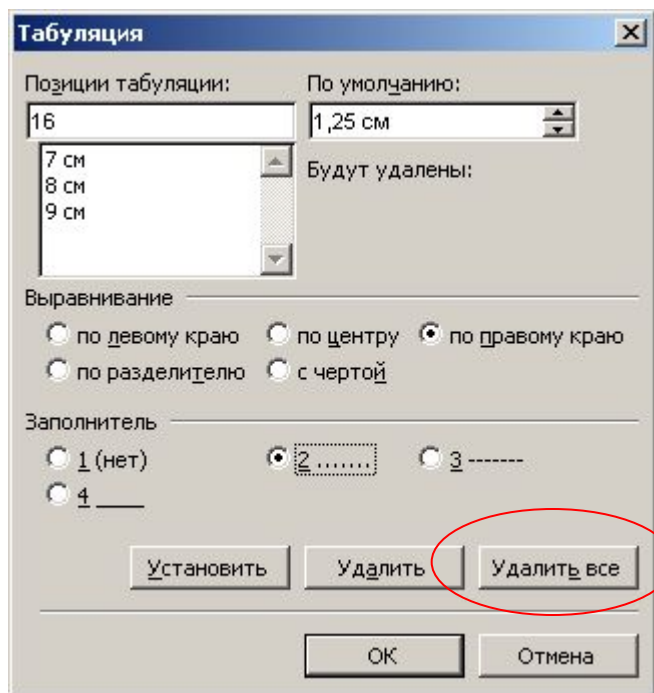 Табуляция
Позиции табуляции: По умолчанию:
16 1,25 см
7 см
8 см
9 см
Будут удалены:
Выравнивание
по левому краю по центру по правому краю
по разделителю с чертой
Заполнитель
1 (нет) 2 ....... 3 -------
4 ____
Установить Удалить Удалить все
ОК Отмена